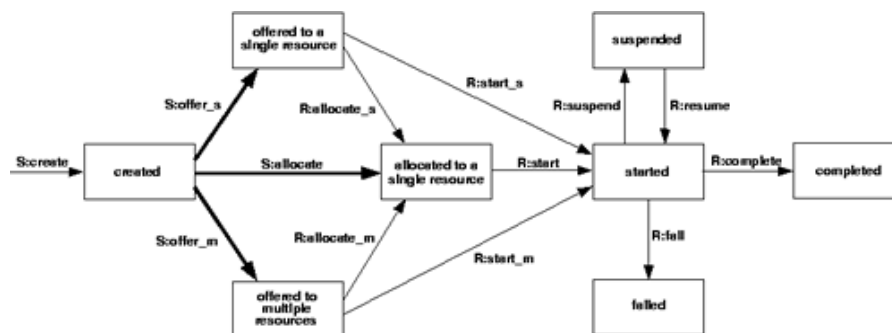 offered to a
single resource
suspended
S:offer_s
R:allocate_s
R:start_s
R:suspend
R:resume
S:create
created
S:allocate
allocated to a
single resource
R:start
started
R:complete
completed
S:offer_m
R:allocate_m
R:start_m
R:fail
offered to
multiple
resources
failed